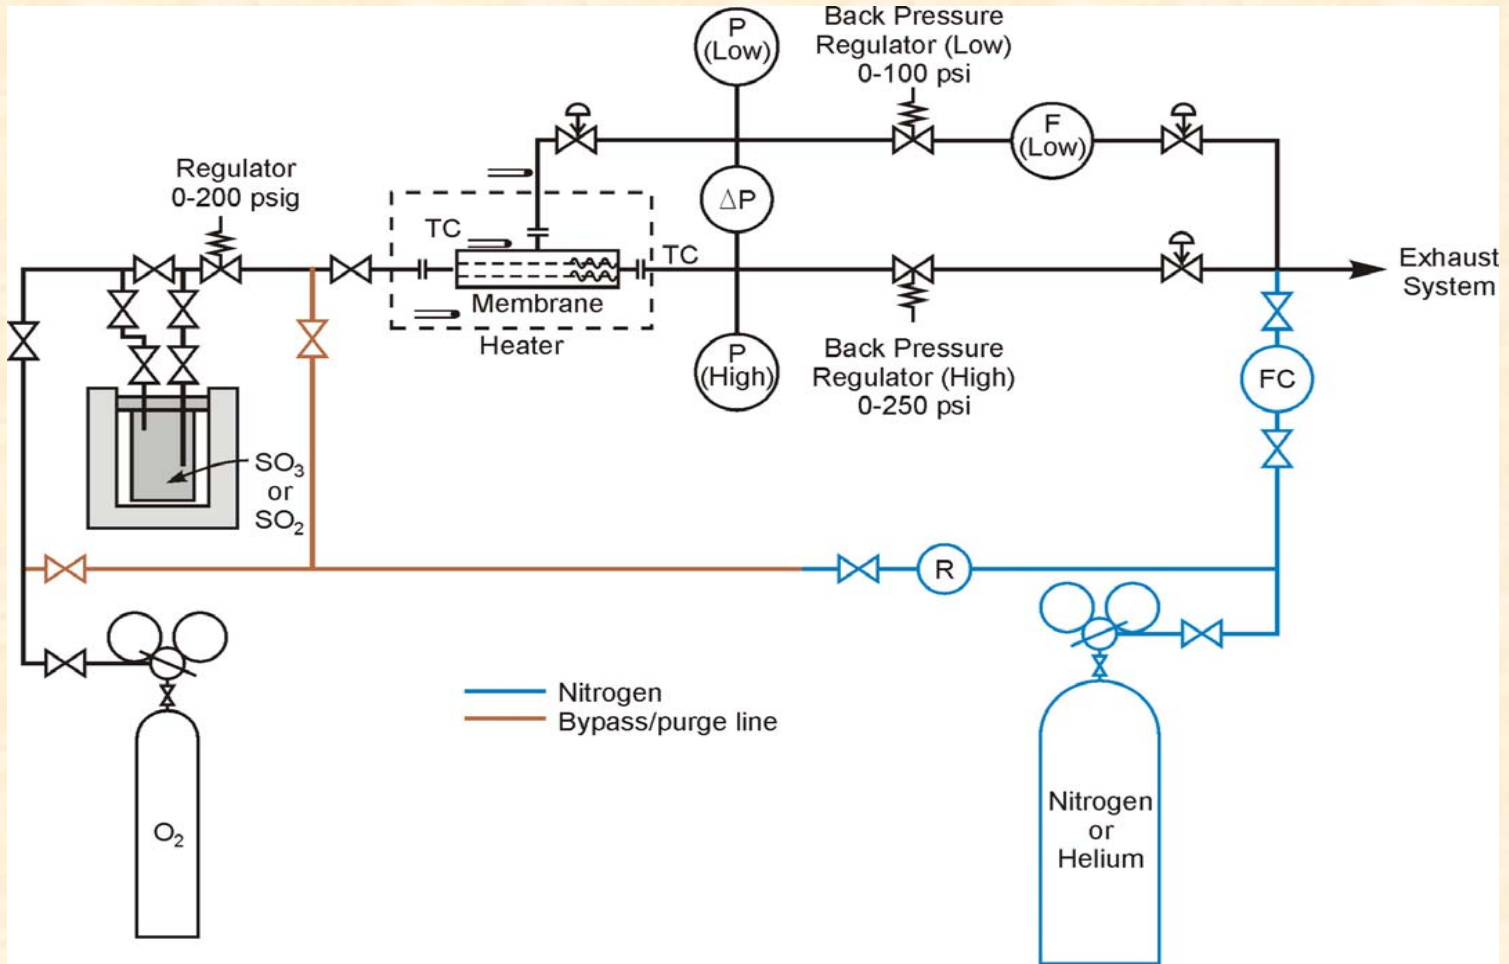 P
(Low)
Back Pressure
Regulator (Low)
0-100 psi
F
(Low)
Regulator
0-200 psig
ΔP
TC
TC
Membrane
Heater
Exhaust
System
P
(High)
Back Pressure
Regulator (High)
0-250 psi
FC
SO₃
or
SO₂
R
Nitrogen
Bypass/purge line
O₂
Nitrogen
or
Helium